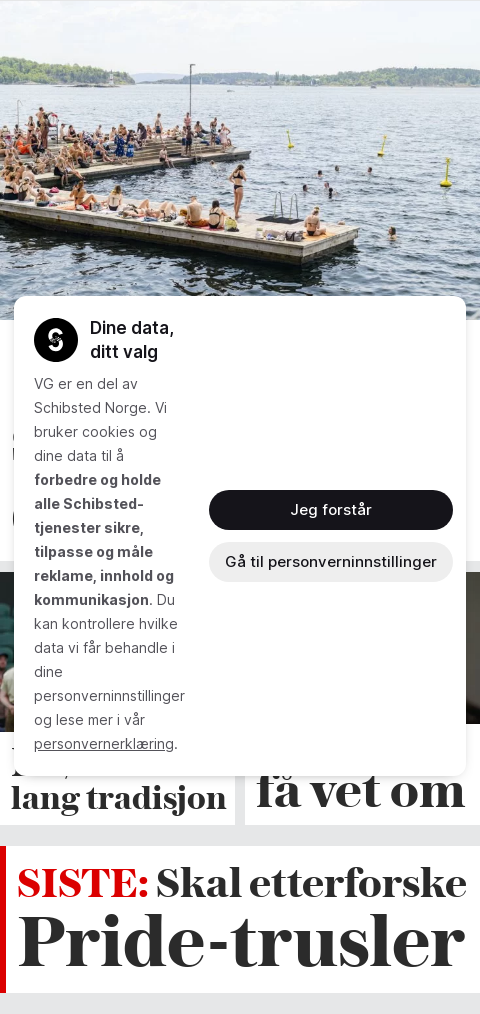 Dine data,
ditt valg
VG er en del av
Schibsted Norge. Vi
bruker cookies og
dine data til å
forbedre og holde
alle Schibsted-
tjenester sikre,
tilpasse og måle
reklame, innhold og
kommunikasjon. Du
kan kontrollere hvilke
data vi får behandle i
dine
personverninnstillinger
og lese mer i vår
personvernerklæring.
Jeg forstår
Gå til personverninnstillinger
lang tradisjon
få vet om
SISTE: Skal etterforske
Pride-trusler